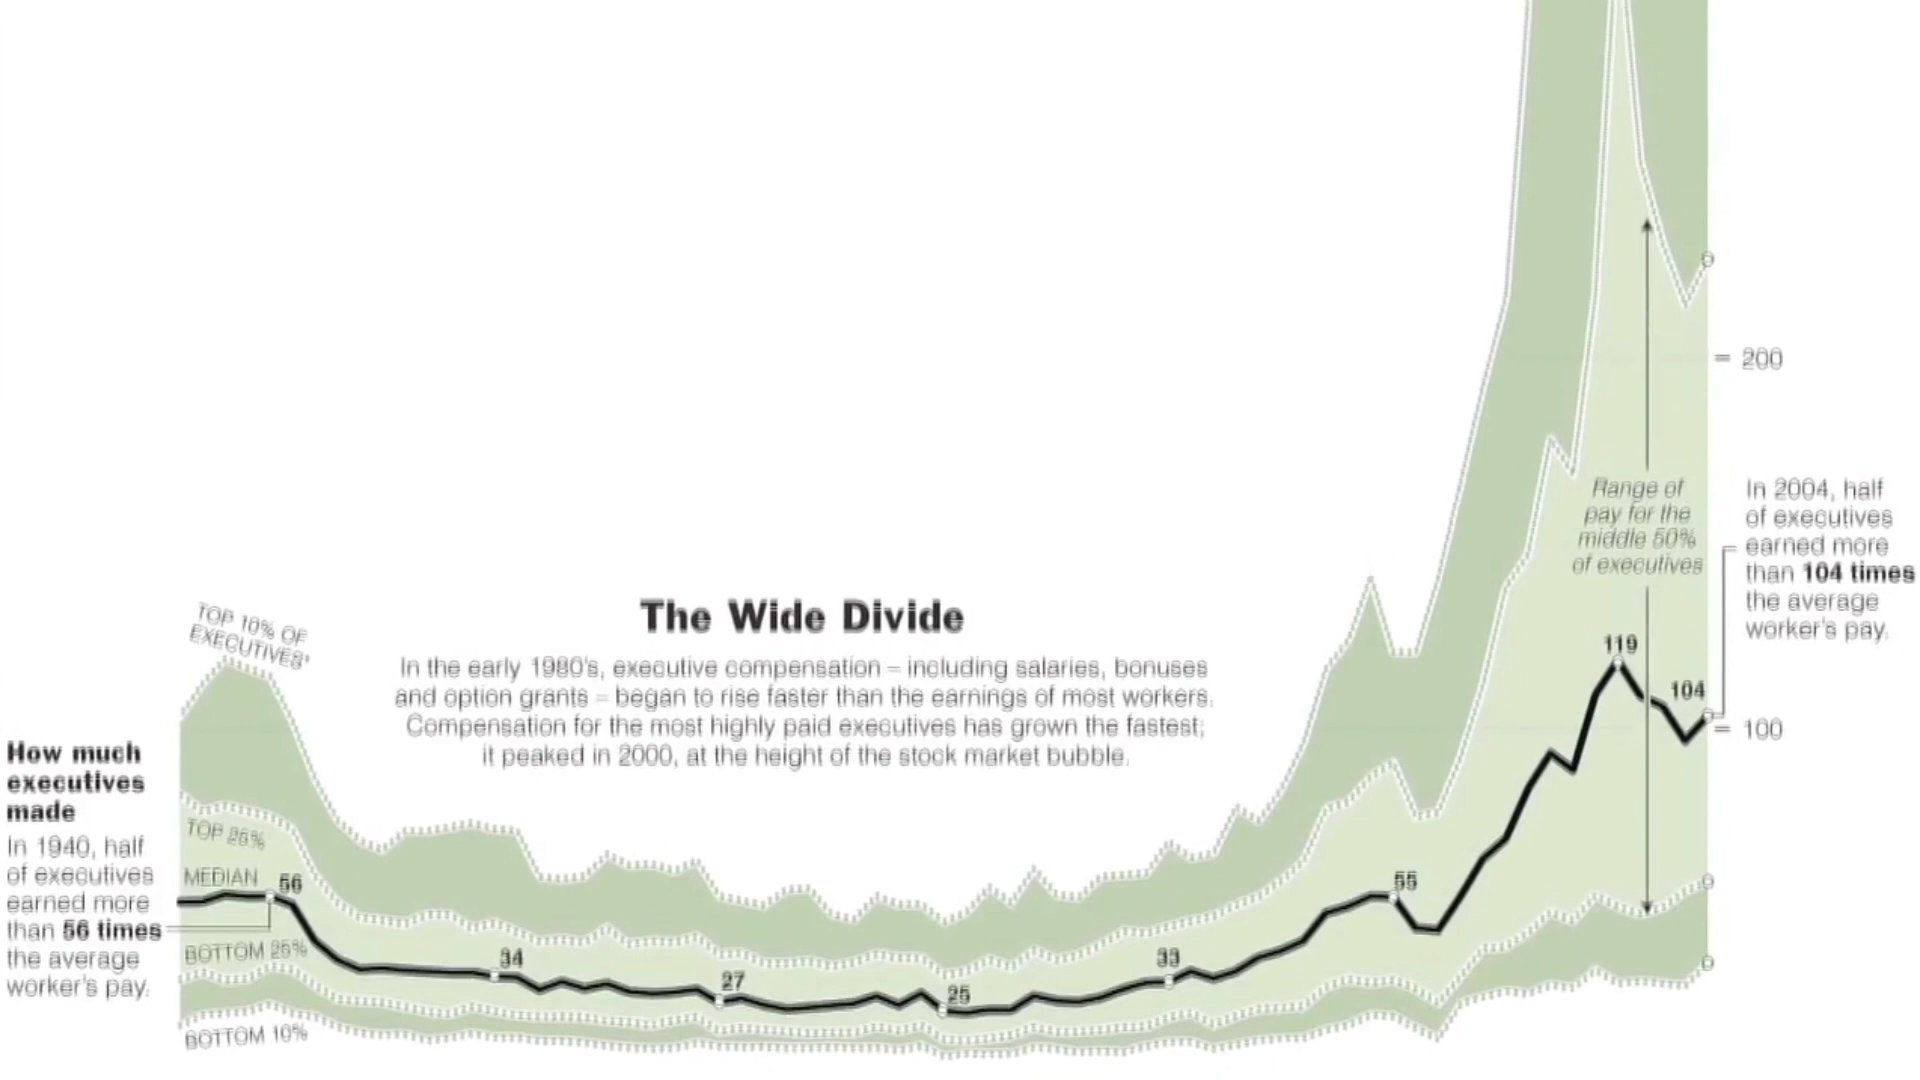 The Wide Divide
In the early 1980's, executive compensation – including salaries, bonuses
and option grants – began to rise faster than the earnings of most workers.
Compensation for the most highly paid executives has grown the fastest;
it peaked in 2000, at the height of the stock market bubble.
TOP 10% OF
EXECUTIVES*
TOP 25%
MEDIAN
BOTTOM 25%
BOTTOM 10%
How much
executives
made
In 1940, half
of executives
earned more
than 56 times
the average
worker's pay.
56
34
27
25
33
55
119
104
Range of
pay for the
middle 50%
of executives
200
100
In 2004, half
of executives
earned more
than 104 times
the average
worker's pay.